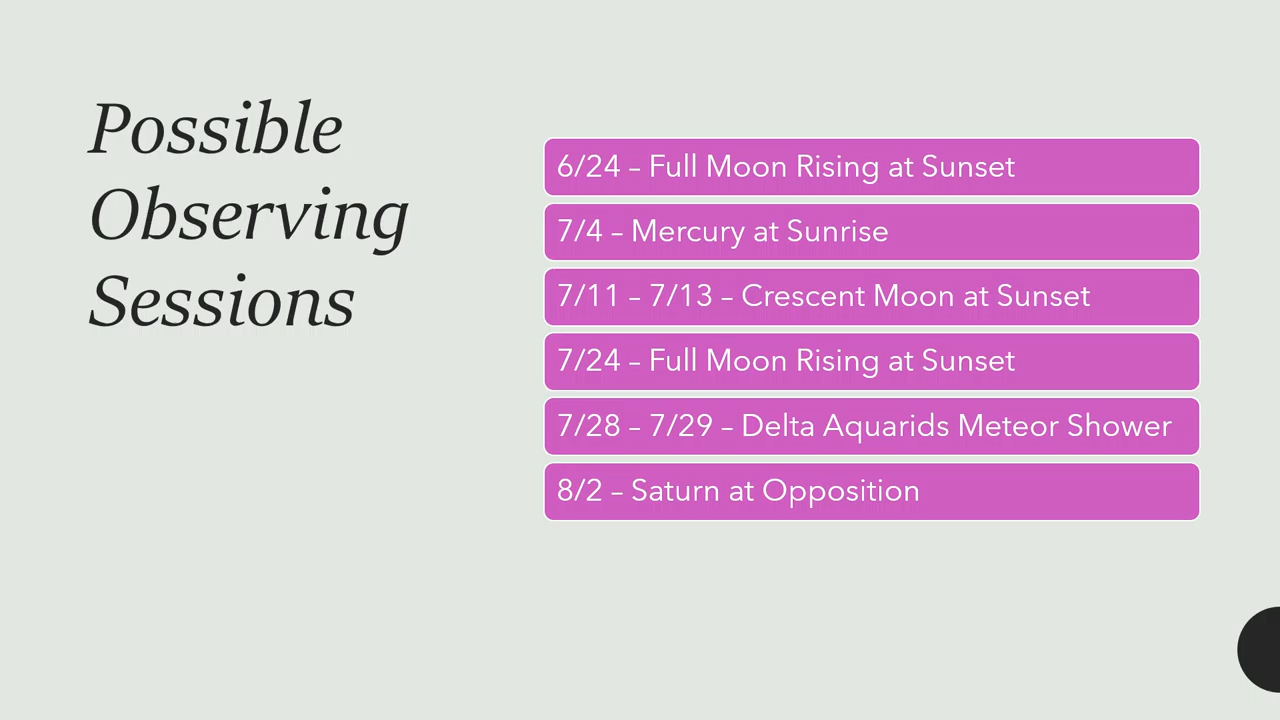 Possible
Observing
Sessions
6/24 – Full Moon Rising at Sunset
7/4 – Mercury at Sunrise
7/11 – 7/13 – Crescent Moon at Sunset
7/24 – Full Moon Rising at Sunset
7/28 – 7/29 – Delta Aquarids Meteor Shower
8/2 – Saturn at Opposition